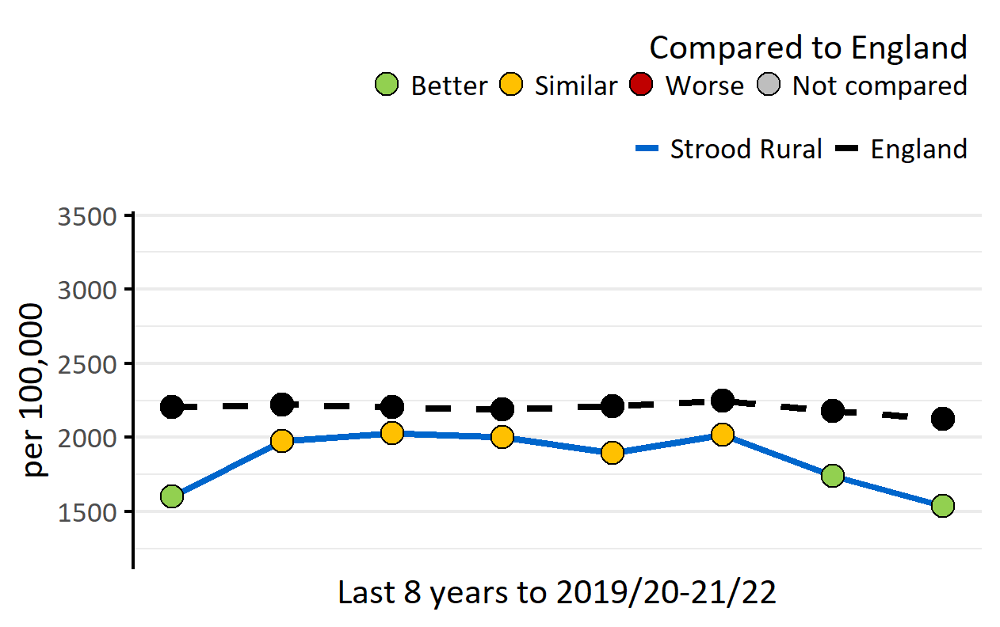 Compared to England
Better Similar Worse Not compared
Strood Rural England
3500
3000
2500
2000
1500
per 100,000
Last 8 years to 2019/20-21/22